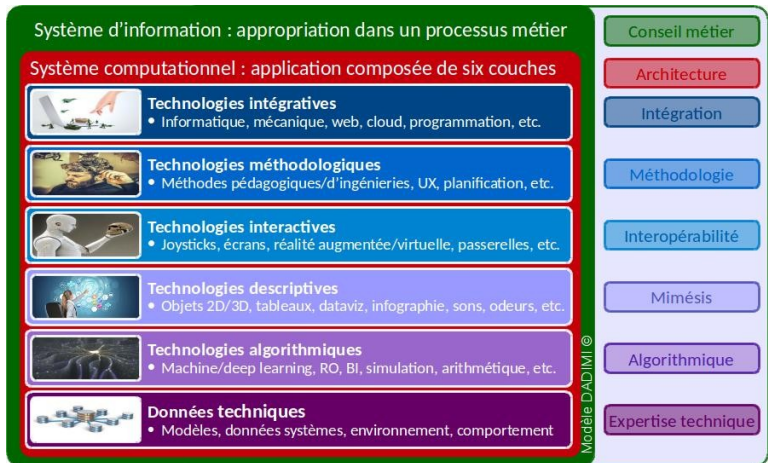 Système d’information : appropriation dans un processus métier
Conseil métier
Système computationnel : application composée de six couches
Architecture
Technologies intégratives
• Informatique, mécanique, web, cloud, programmation, etc.
Intégration
Technologies méthodologiques
• Méthodes pédagogiques/d’ingénieries, UX, planification, etc.
Méthodologie
Technologies interactives
• Joysticks, écrans, réalité augmentée/virtuelle, passerelles, etc.
Interopérabilité
Technologies descriptives
• Objets 2D/3D, tableaux, dataviz, infographie, sons, odeurs, etc.
Mimésis
Technologies algorithmiques
• Machine/deep learning, RO, BI, simulation, arithmétique, etc.
Algorithmique
Données techniques
• Modèles, données systèmes, environnement, comportement
Expertise technique
Modèle DADIMI ©